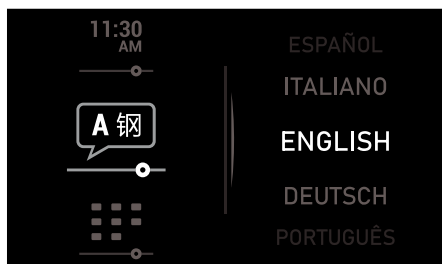 11:30
AM
A 钢
ESPAÑOL
ITALIANO
ENGLISH
DEUTSCH
PORTUGUÊS